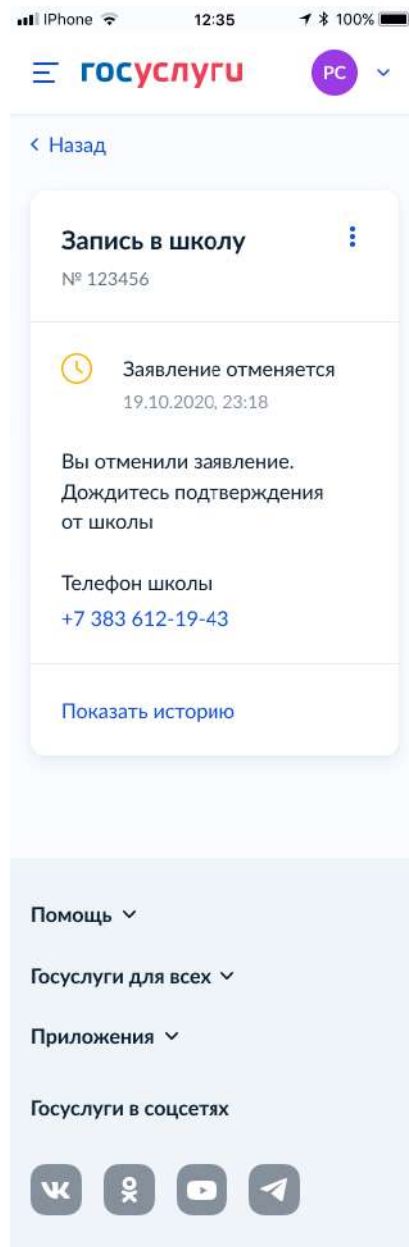 IPhone 12:35 100%
госуслуги РС
Назад
Запись в школу
№ 123456
Заявление отменяется
19.10.2020, 23:18
Вы отменили заявление.
Дождитесь подтверждения
от школы
Телефон школы
+7 383 612-19-43
Показать историю
Помощь
Госуслуги для всех
Приложения
Госуслуги в соцсетях